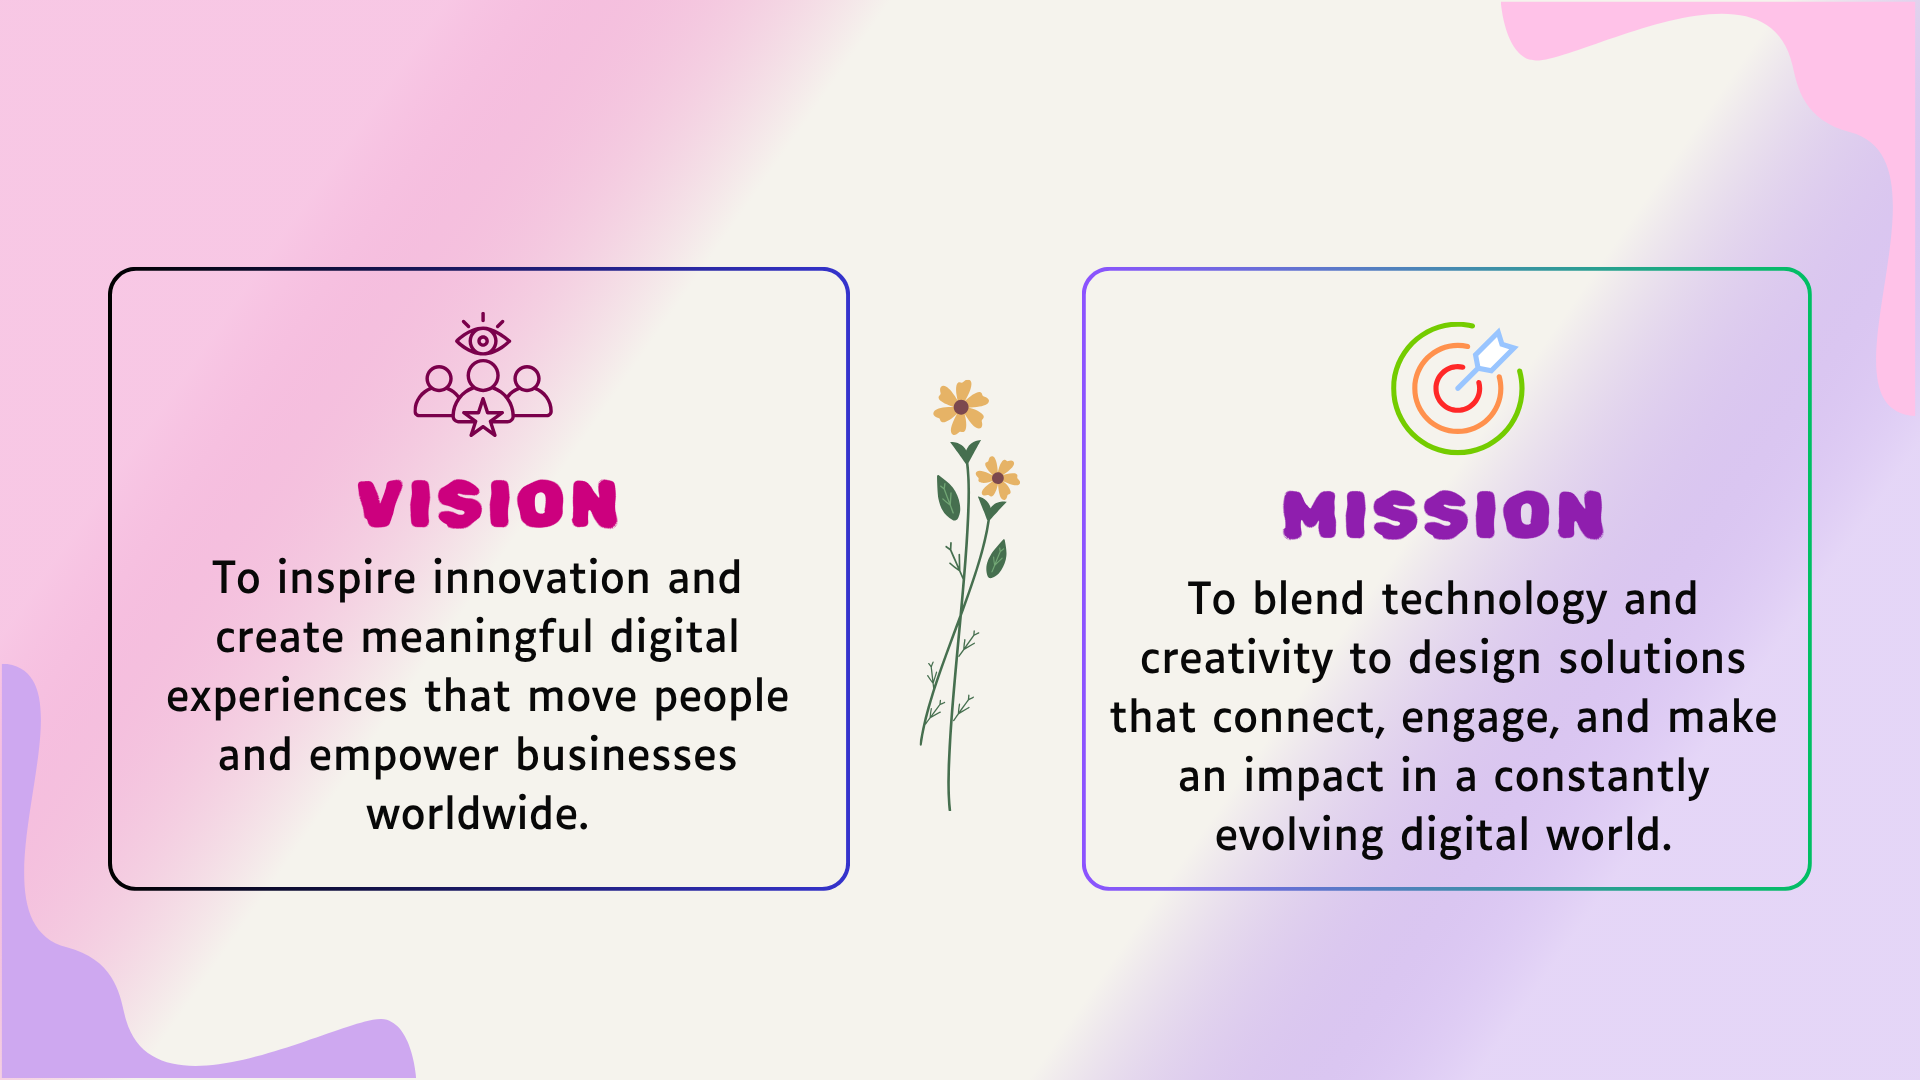 VISION
To inspire innovation and
create meaningful digital
experiences that move people
and empower businesses
worldwide.
MISSION
To blend technology and
creativity to design solutions
that connect, engage, and make
an impact in a constantly
evolving digital world.